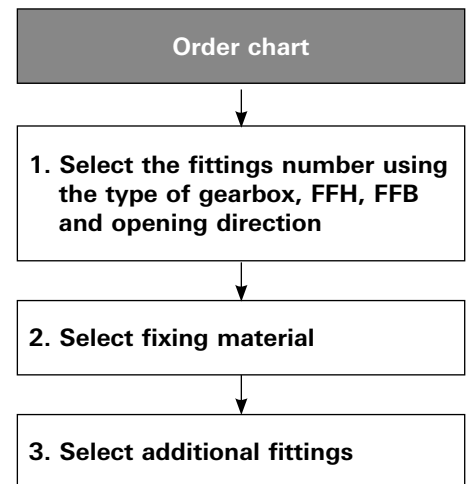 Order chart
1. Select the fittings number using
the type of gearbox, FFH, FFB
and opening direction
2. Select fixing material
3. Select additional fittings